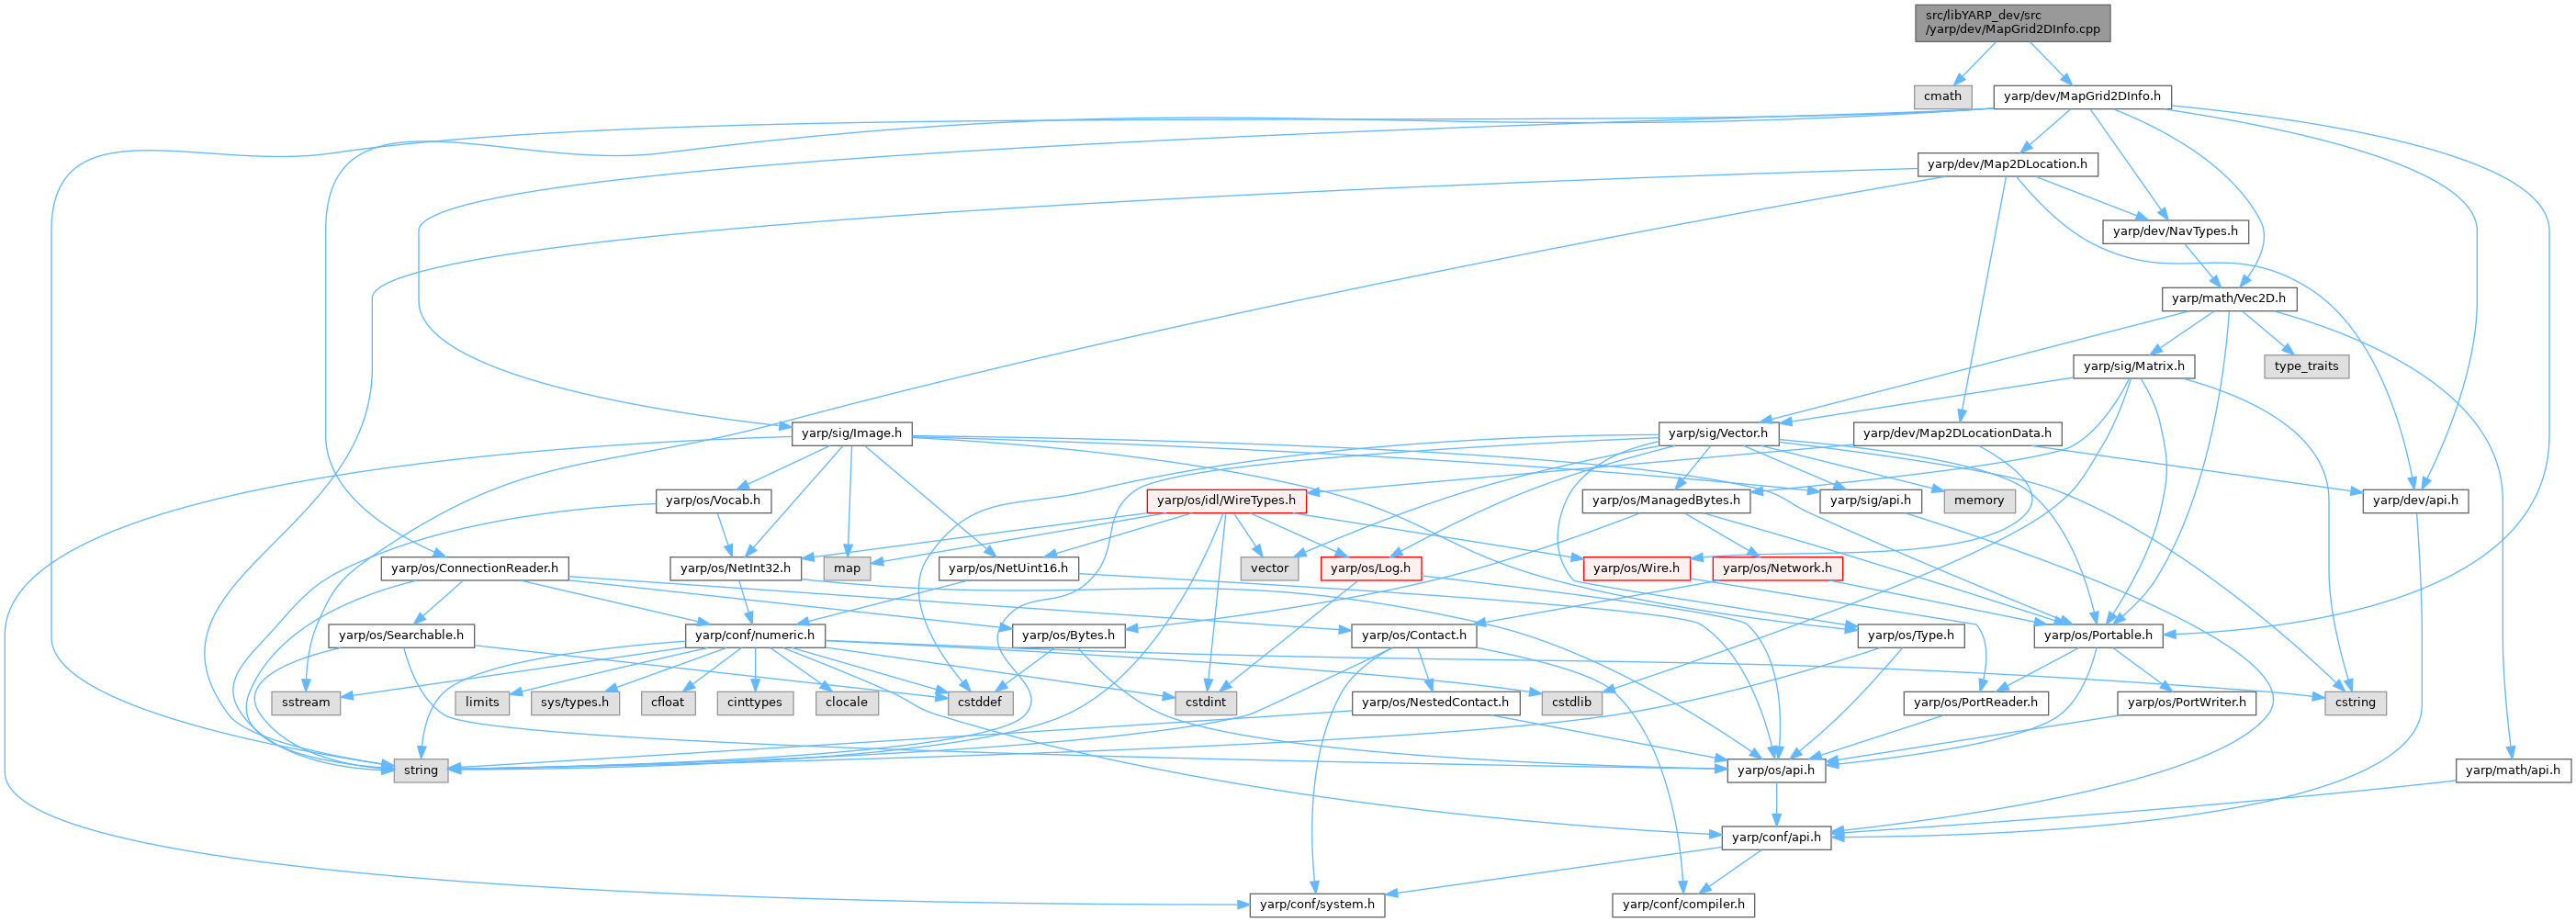 src/libYARP_dev/src
/yarp/dev/MapGrid2DInfo.cpp
cmath
yarp/dev/MapGrid2DInfo.h
yarp/dev/Map2DLocation.h
yarp/dev/NavTypes.h
yarp/math/Vec2D.h
yarp/sig/Matrix.h
type_traits
yarp/sig/Image.h
yarp/sig/Vector.h
yarp/dev/Map2DLocationData.h
yarp/os/Vocab.h
yarp/os/idl/WireTypes.h
yarp/os/ManagedBytes.h
yarp/sig/api.h
memory
yarp/dev/api.h
yarp/os/ConnectionReader.h
yarp/os/NetInt32.h
map
yarp/os/NetUint16.h
vector
yarp/os/Log.h
yarp/os/Wire.h
yarp/os/Network.h
yarp/os/Searchable.h
yarp/conf/numeric.h
yarp/os/Bytes.h
yarp/os/Contact.h
yarp/os/Type.h
yarp/os/Portable.h
sstream
limits
sys/types.h
cfloat
cinttypes
clocale
cstddef
cstdint
yarp/os/NestedContact.h
cstdlib
yarp/os/PortReader.h
yarp/os/PortWriter.h
cstring
string
yarp/os/api.h
yarp/math/api.h
yarp/conf/api.h
yarp/conf/system.h
yarp/conf/compiler.h